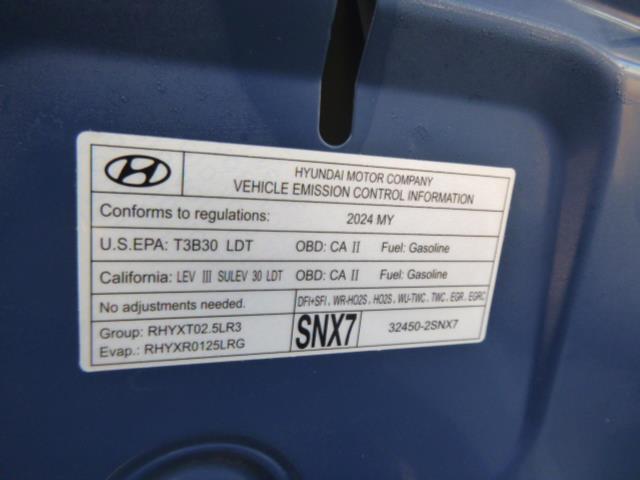 HYUNDAI MOTOR COMPANY
VEHICLE EMISSION CONTROL INFORMATION
Conforms to regulations: 2024 MY
U.S.EPA: T3B30 LDT OBD: CA II Fuel: Gasoline
California: LEV III SULEV 30 LDT OBD: CA II Fuel: Gasoline
No adjustments needed. DFI+SFI , WR-HO2S , HO2S , WU-TWC , TWC , EGR , EGRC
Group: RHYXT02.5LR3
Evap.: RHYXR0125LRG
SNX7 32450-2SNX7